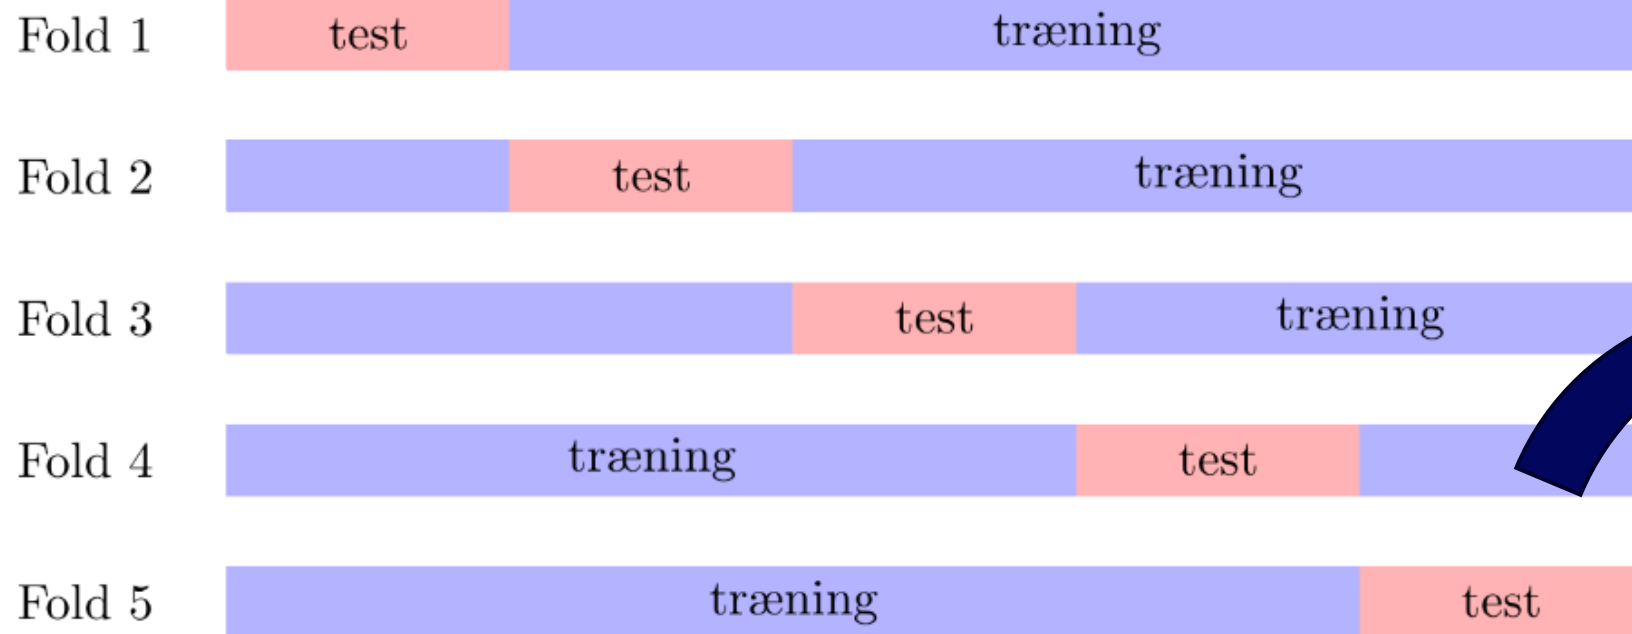 Fold 1 test træning
Fold 2 test træning
Fold 3 test træning
Fold 4 træning test
Fold 5 træning test